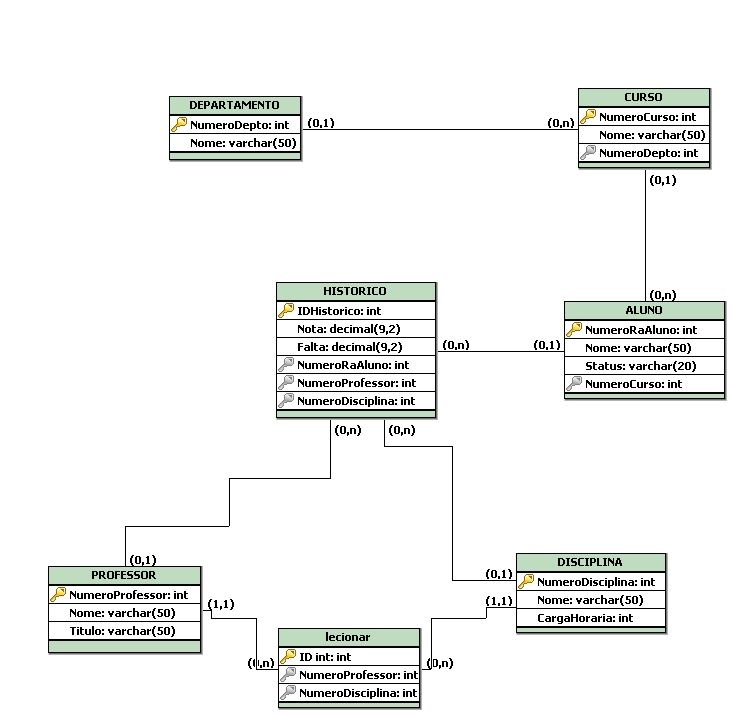 DEPARTAMENTO
NumeroDepto: int
Nome: varchar(50)
(0,1)
(0,n)
CURSO
NumeroCurso: int
Nome: varchar(50)
NumeroDepto: int
(0,1)
(0,n)
ALUNO
NumeroRaAluno: int
Nome: varchar(50)
Status: varchar(20)
NumeroCurso: int
HISTORICO
IDHistorico: int
Nota: decimal(9,2)
Falta: decimal(9,2)
NumeroRaAluno: int
NumeroProfessor: int
NumeroDisciplina: int
(0,n)
(0,1)
(0,n)
(0,n)
(0,1)
PROFESSOR
NumeroProfessor: int
Nome: varchar(50)
Titulo: varchar(50)
(1,1)
(0,n)
lecionar
ID int: int
NumeroProfessor: int
NumeroDisciplina: int
(0,n)
(0,1)
(1,1)
DISCIPLINA
NumeroDisciplina: int
Nome: varchar(50)
CargaHoraria: int